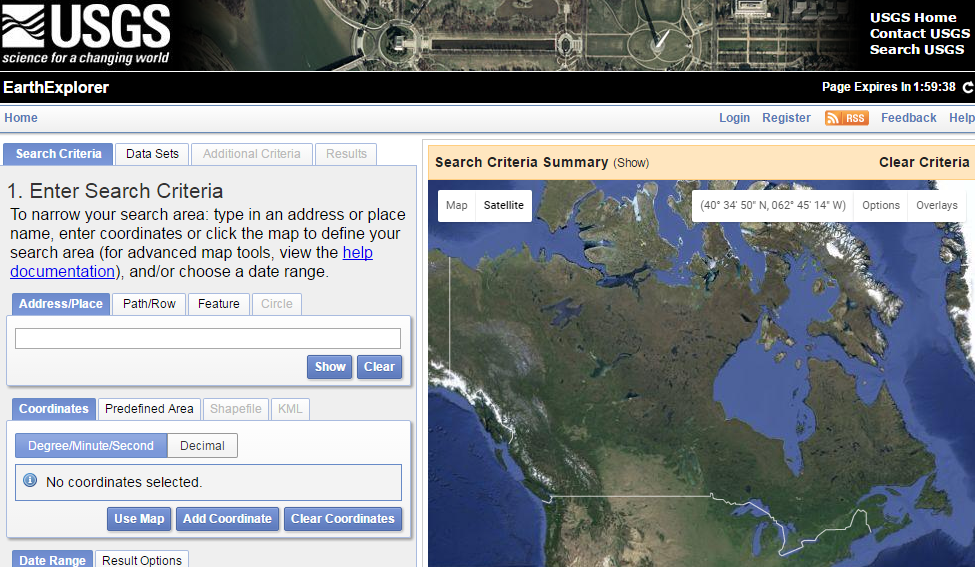 USGS
science for a changing world
USGS Home
Contact USGS
Search USGS
EarthExplorer
Page Expires In 1:59:38
Home
Login Register RSS Feedback Help
Search Criteria Data Sets Additional Criteria Results
1. Enter Search Criteria
To narrow your search area: type in an address or place
name, enter coordinates or click the map to define your
search area (for advanced map tools, view the help
documentation), and/or choose a date range.
Address/Place Path/Row Feature Circle
Show Clear
Coordinates Predefined Area Shapefile KML
Degree/Minute/Second Decimal
No coordinates selected.
Use Map Add Coordinate Clear Coordinates
Date Range Result Options
Search Criteria Summary (Show) Clear Criteria
Map Satellite
(40° 34' 50" N, 062° 45' 14" W) Options Overlays